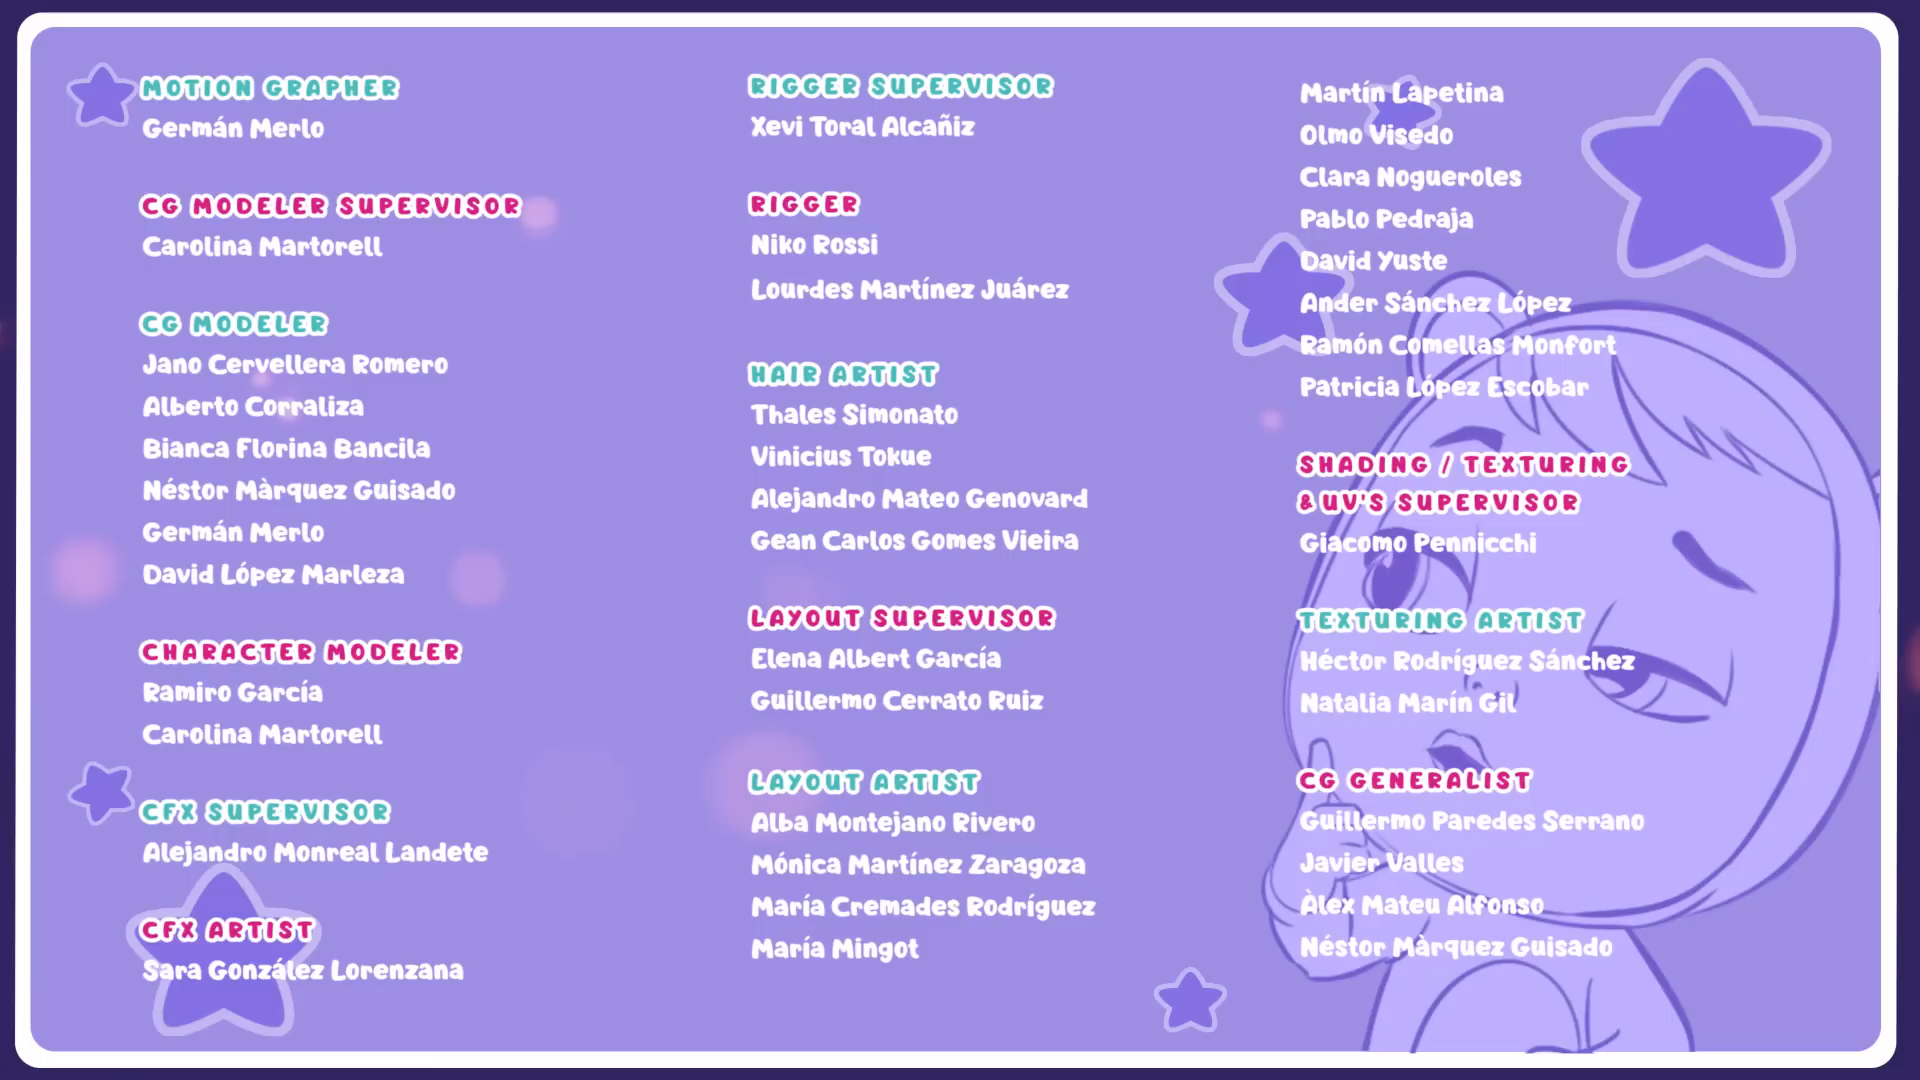 MOTION GRAPHER
Germán Merlo
CG MODELER SUPERVISOR
Carolina Martorell
CG MODELER
Jano Cervellera Romero
Alberto Corraliza
Bianca Florina Bancila
Néstor Màrquez Guisado
Germán Merlo
David López Marleza
CHARACTER MODELER
Ramiro García
Carolina Martorell
CFX SUPERVISOR
Alejandro Monreal Landete
CFX ARTIST
Sara González Lorenzana
RIGGER SUPERVISOR
Xevi Toral Alcañiz
RIGGER
Niko Rossi
Lourdes Martínez Juárez
HAIR ARTIST
Thales Simonato
Vinicius Tokue
Alejandro Mateo Genovard
Gean Carlos Gomes Vieira
LAYOUT SUPERVISOR
Elena Albert García
Guillermo Cerrato Ruiz
LAYOUT ARTIST
Alba Montejano Rivero
Mónica Martínez Zaragoza
María Cremades Rodríguez
María Mingot
Martín Lapetina
Olmo Visedo
Clara Nogueroles
Pablo Pedraja
David Yuste
Ander Sánchez López
Ramón Comellas Monfort
Patricia López Escobar
SHADING / TEXTURING
& UV'S SUPERVISOR
Giacomo Pennicchi
TEXTURING ARTIST
Héctor Rodríguez Sánchez
Natalia Marín Gil
CG GENERALIST
Guillermo Paredes Serrano
Javier Valles
Àlex Mateu Alfonso
Néstor Màrquez Guisado